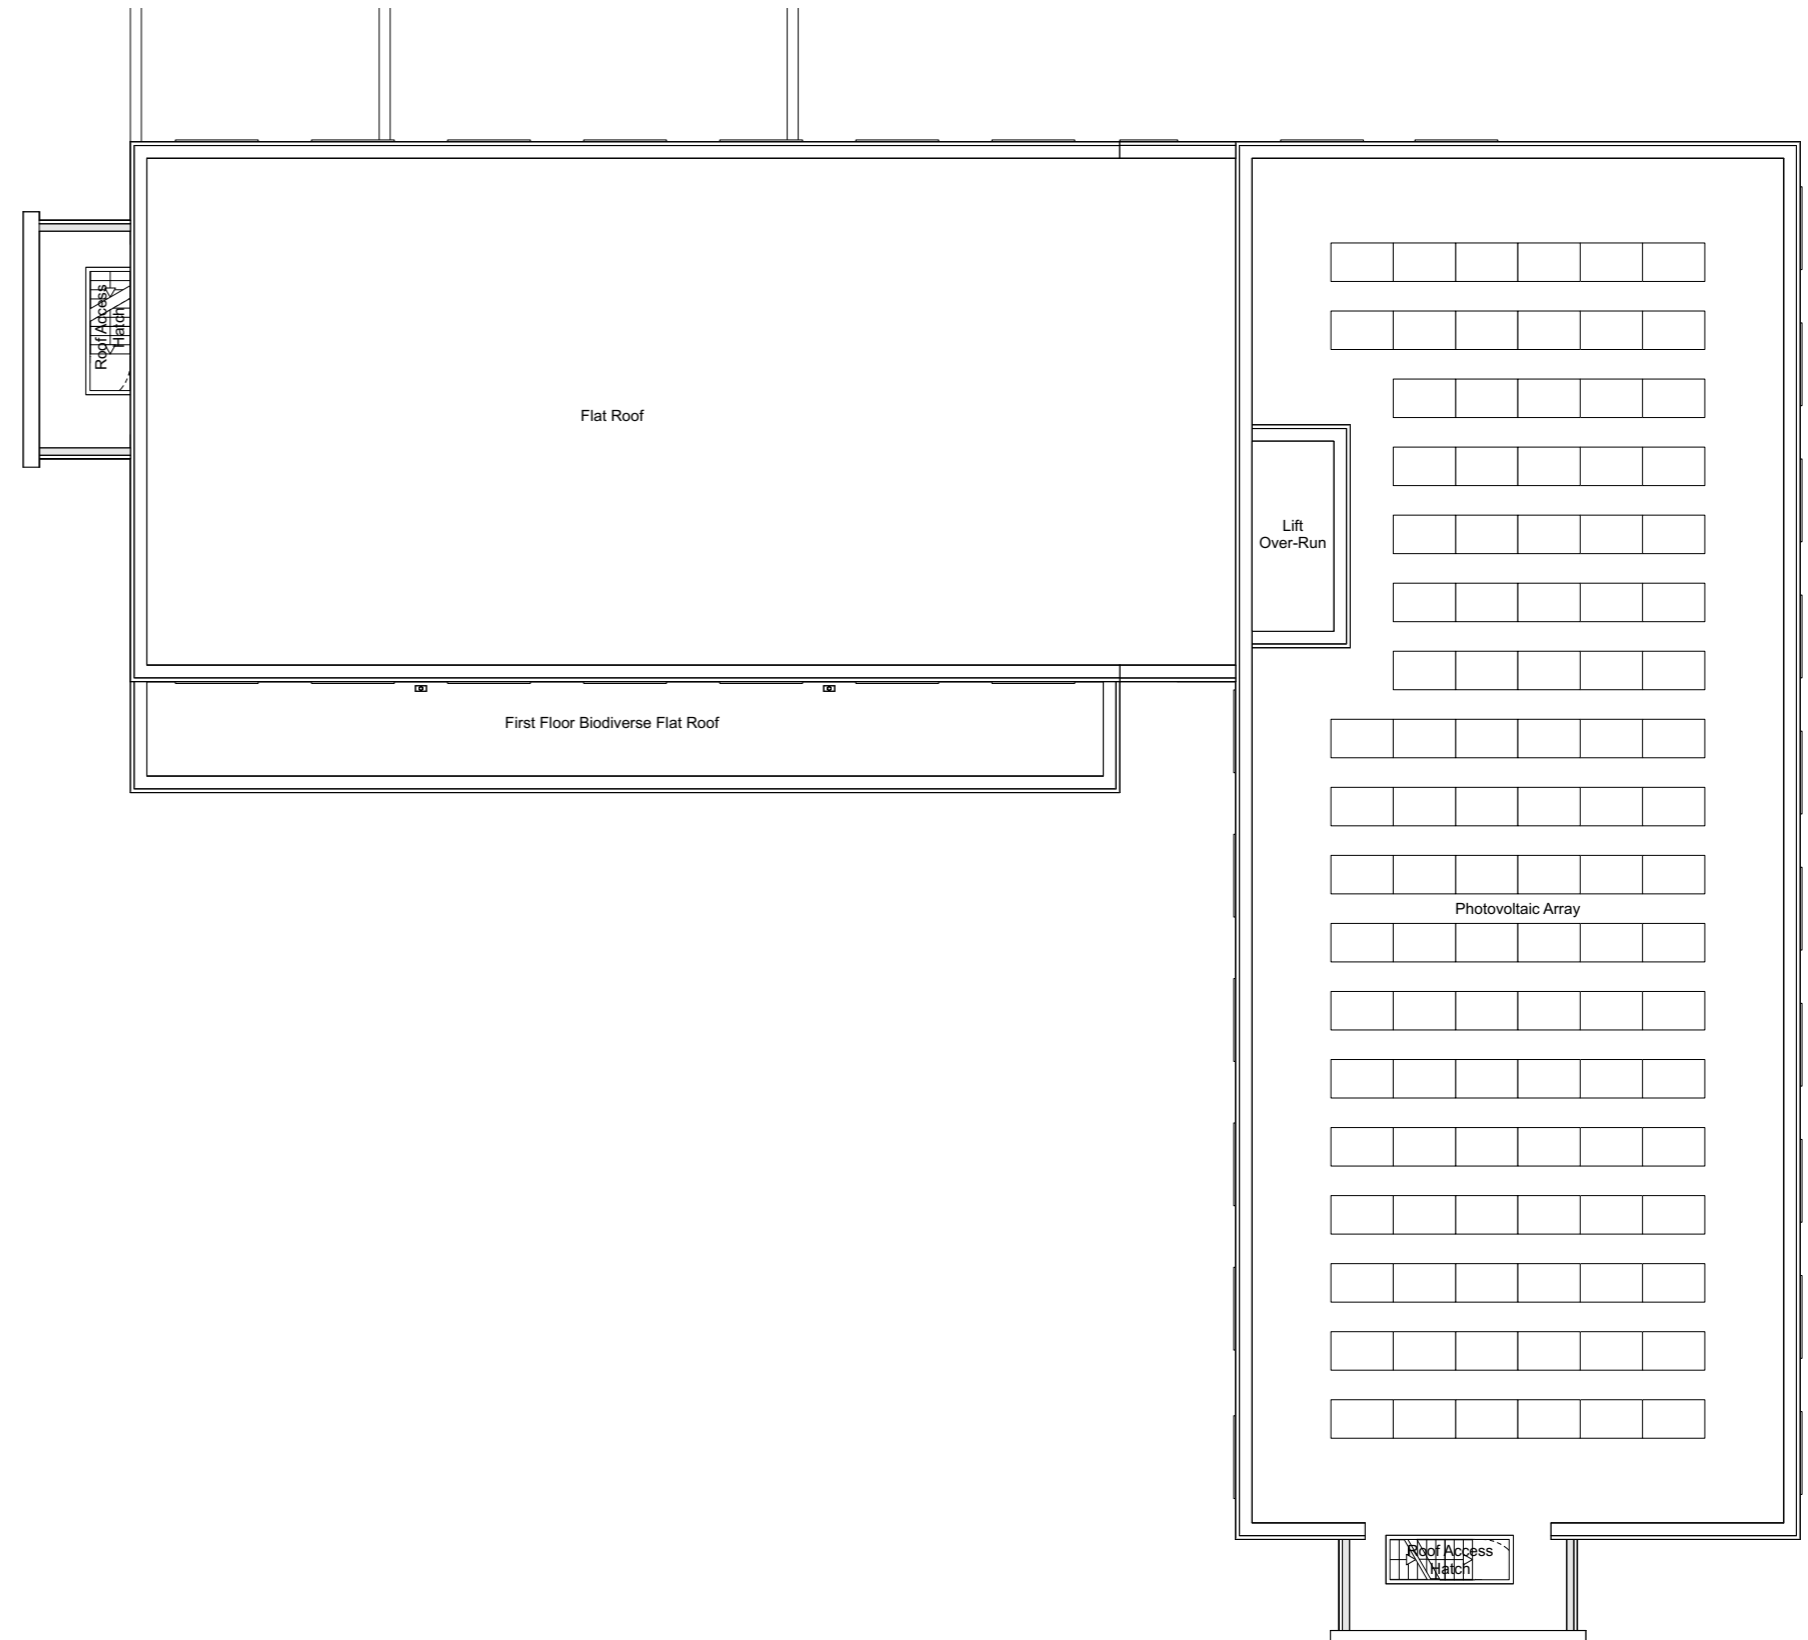 Roof Access
Hatch
Flat Roof
Lift
Over-Run
First Floor Biodiverse Flat Roof
Photovoltaic Array
Roof Access
Hatch